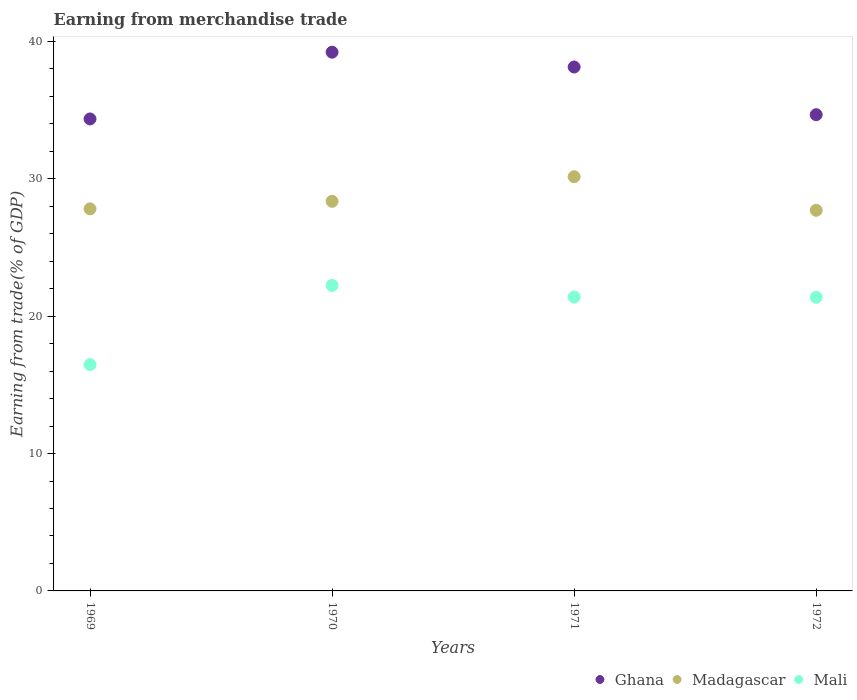 Earning from merchandise trade
Earning from trade(% of GDP)
40
30
20
10
0
1969
1970
1971
1972
Years
Ghana
Madagascar
Mali